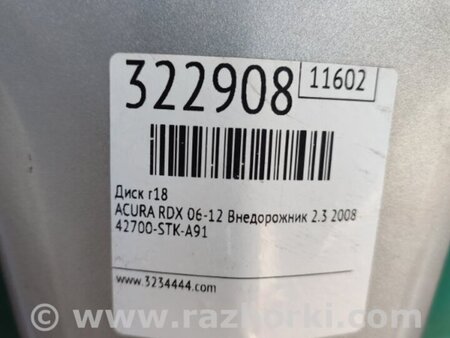 322908
11602
Диск r18
ACURA RDX 06-12 Внедорожник 2.3 2008
42700-STK-A91
www.3234444.com
© www.razborki.com